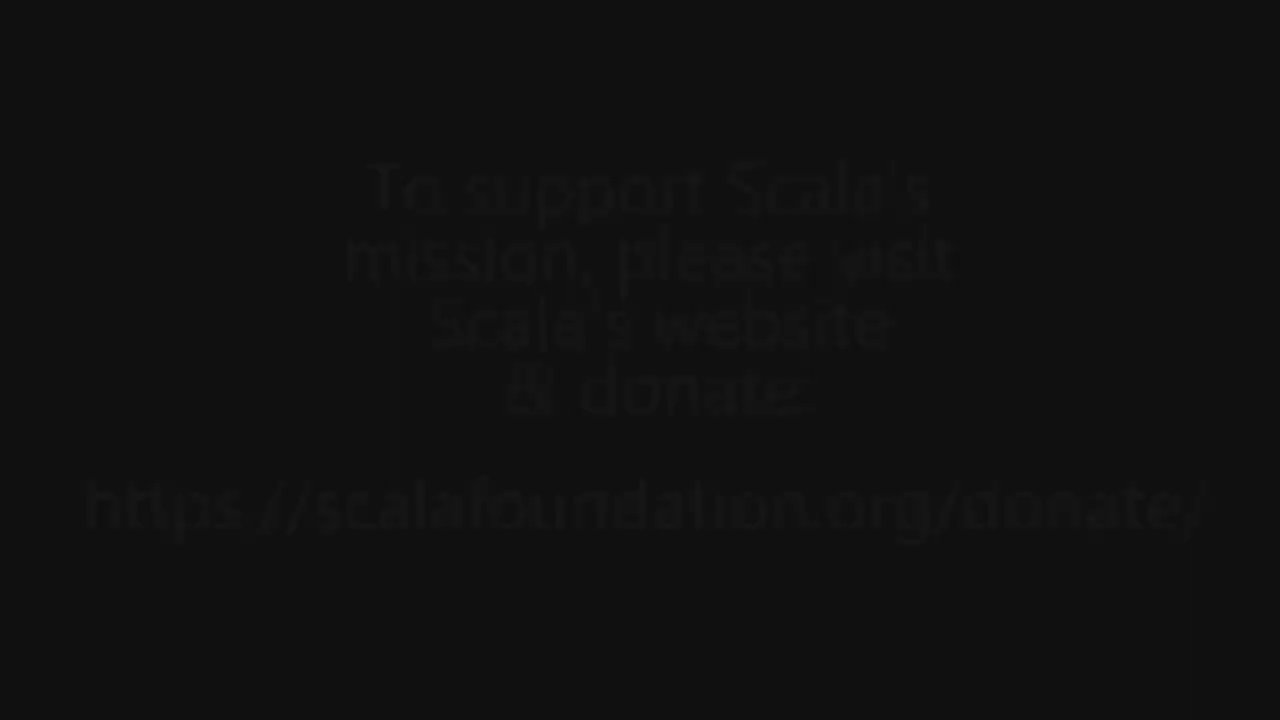 To support Scala's
mission, please visit
Scala's website
& donate:
https://scalafoundation.org/donate/